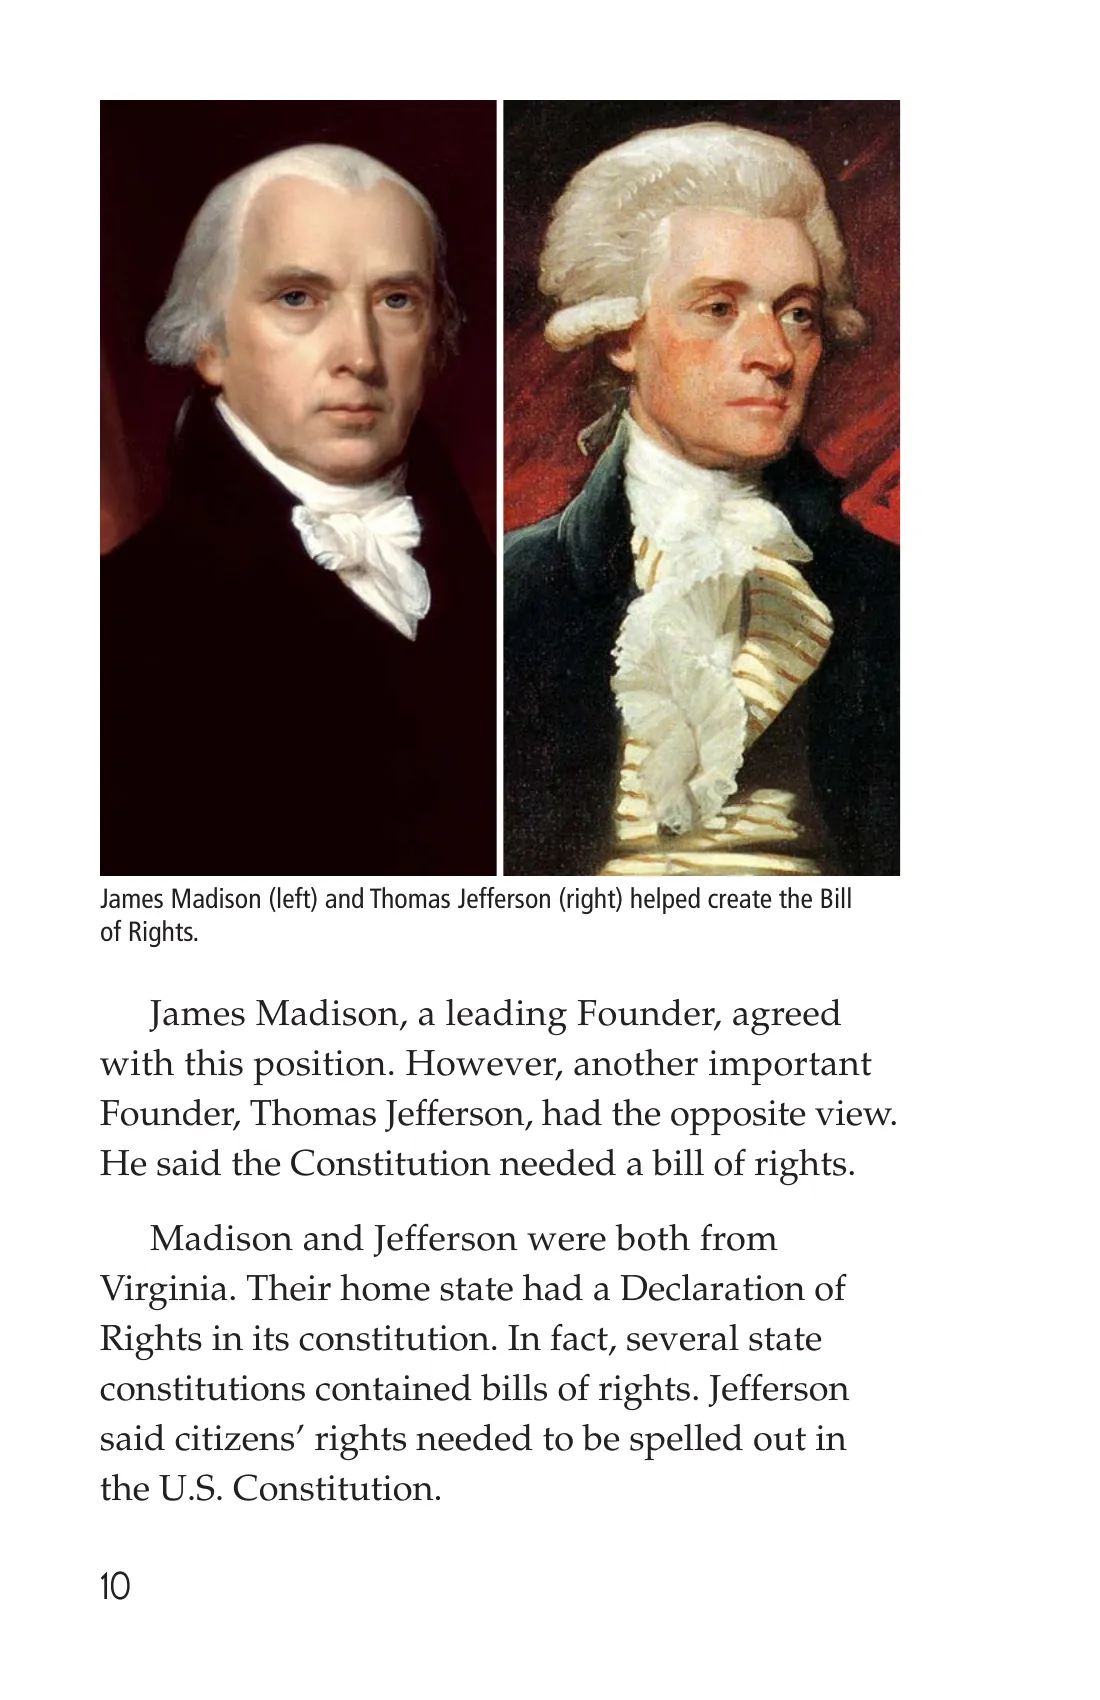 James Madison (left) and Thomas Jefferson (right) helped create the Bill
of Rights.
James Madison, a leading Founder, agreed
with this position. However, another important
Founder, Thomas Jefferson, had the opposite view.
He said the Constitution needed a bill of rights.
Madison and Jefferson were both from
Virginia. Their home state had a Declaration of
Rights in its constitution. In fact, several state
constitutions contained bills of rights. Jefferson
said citizens’ rights needed to be spelled out in
the U.S. Constitution.
10